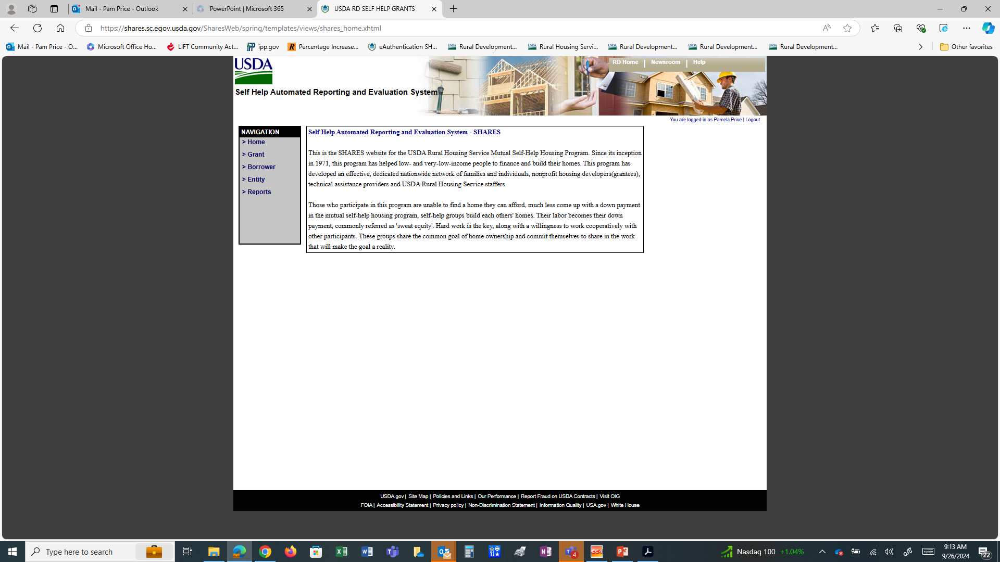 Mail - Pam Price - Outlook
PowerPoint | Microsoft 365
USDA RD SELF HELP GRANTS
https://shares.sc.egov.usda.gov/SharesWeb/spring/templates/views/shares_home.xhtml
Mail - Pam Price - O...
Microsoft Office Ho...
LIFT Community Act...
ipp.gov
Percentage Increase...
eAuthentication SH...
Rural Development...
Rural Housing Servi...
Rural Development...
Rural Development...
Rural Development...
Other favorites
USDA
RD Home | Newsroom | Help
Self Help Automated Reporting and Evaluation System
You are logged in as Pamela Price | Logout
NAVIGATION
> Home
> Grant
> Borrower
> Entity
> Reports
Self Help Automated Reporting and Evaluation System - SHARES
This is the SHARES website for the USDA Rural Housing Service Mutual Self-Help Housing Program. Since its inception
in 1971, this program has helped low- and very-low-income people to finance and build their homes. This program has
developed an effective, dedicated nationwide network of families and individuals, nonprofit housing developers(grantees),
technical assistance providers and USDA Rural Housing Service staffers.
Those who participate in this program are unable to find a home they can afford, much less come up with a down payment
in the mutual self-help housing program, self-help groups build each others' homes. Their labor becomes their down
payment, commonly referred as 'sweat equity'. Hard work is the key, along with a willingness to work cooperatively with
other participants. These groups share the common goal of home ownership and commit themselves to share in the work
that will make the goal a reality.
USDA.gov | Site Map | Policies and Links | Our Performance | Report Fraud on USDA Contracts | Visit OIG
FOIA | Accessibility Statement | Privacy policy | Non-Discrimination Statement | Information Quality | USA.gov | White House
Type here to search
CC4
4
Nasdaq 100 +1.04%
9:13 AM
9/26/2024
22